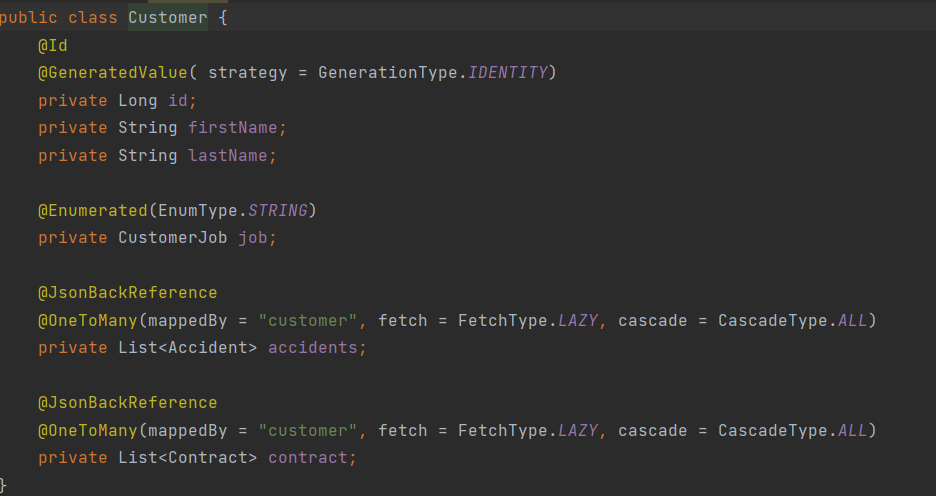 public class Customer {
@Id
@GeneratedValue( strategy = GenerationType.IDENTITY)
private Long id;
private String firstName;
private String lastName;
@Enumerated(EnumType.STRING)
private CustomerJob job;
@JsonBackReference
@OneToMany(mappedBy = "customer", fetch = FetchType.LAZY, cascade = CascadeType.ALL)
private List<Accident> accidents;
@JsonBackReference
@OneToMany(mappedBy = "customer", fetch = FetchType.LAZY, cascade = CascadeType.ALL)
private List<Contract> contract;
}